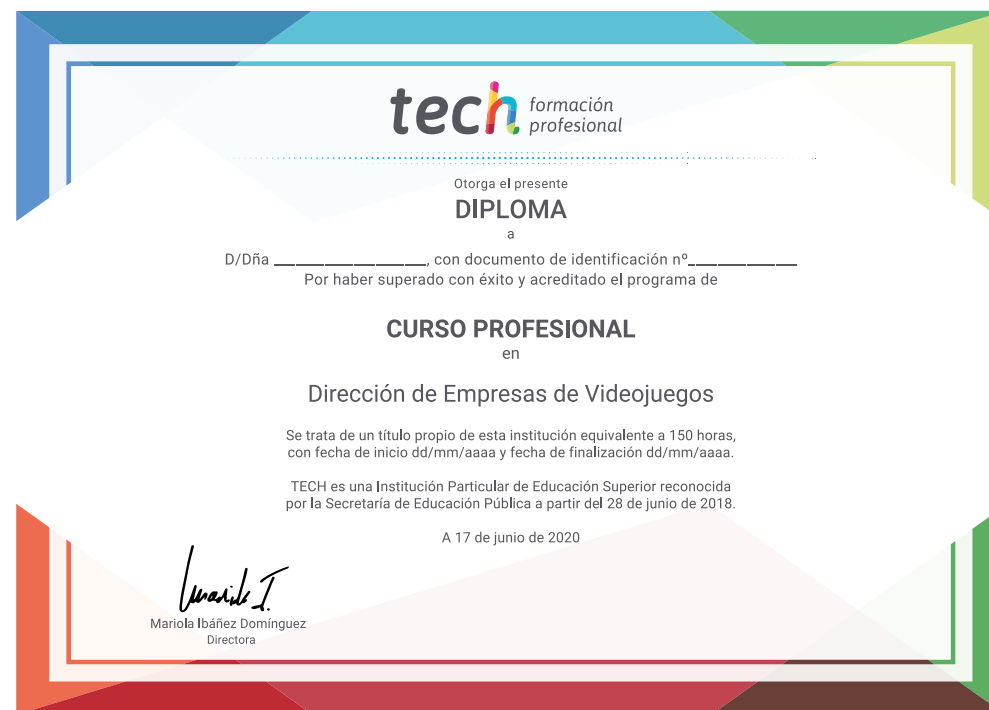 tech formación
profesional
Otorga el presente
DIPLOMA
a
D/Dña ______________, con documento de identificación nº__________
Por haber superado con éxito y acreditado el programa de
CURSO PROFESIONAL
en
Dirección de Empresas de Videojuegos
Se trata de un título propio de esta institución equivalente a 150 horas,
con fecha de inicio dd/mm/aaaa y fecha de finalización dd/mm/aaaa.
TECH es una Institución Particular de Educación Superior reconocida
por la Secretaría de Educación Pública a partir del 28 de junio de 2018.
A 17 de junio de 2020
Mariola Ibáñez Domínguez
Directora